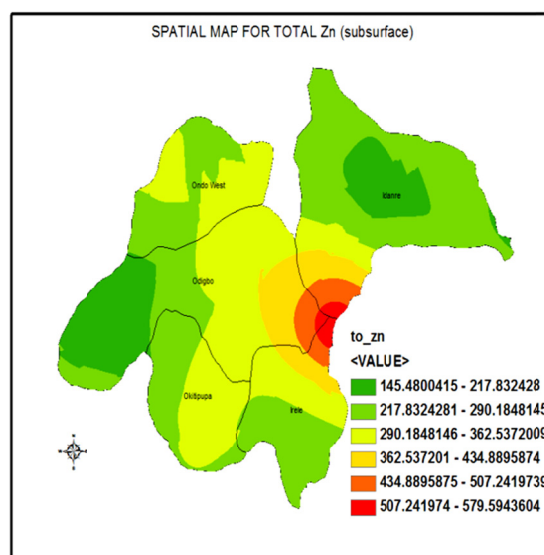 SPATIAL MAP FOR TOTAL Zn (subsurface)
Ondo West
Idanre
Odigbo
Okitipupa
Irele
to_zn
<VALUE>
145.4800415 - 217.832428
217.8324281 - 290.1848145
290.1848146 - 362.5372009
362.537201 - 434.8895874
434.8895875 - 507.2419739
507.241974 - 579.5943604